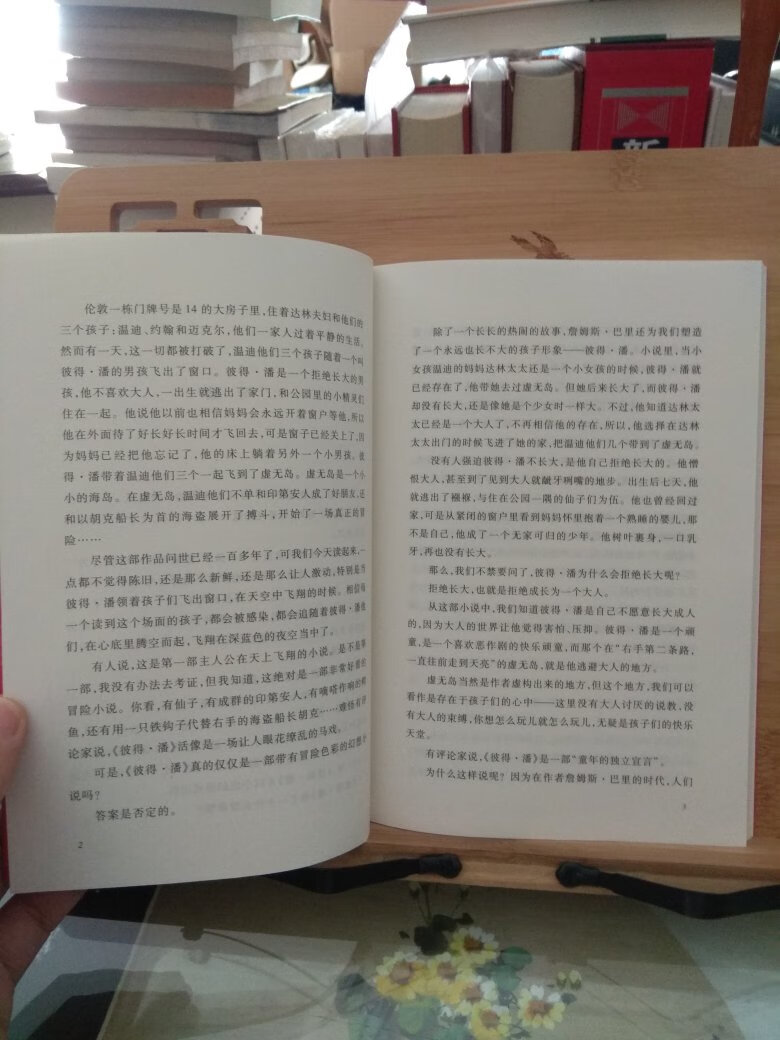 新
伦敦一栋门牌号是 14 的大房子里,住着达林夫妇和他们的
三个孩子:温迪、约翰和迈克尔,他们一家人过着平静的生活。
然而有一天,这一切都被打破了,温迪他们三个孩子随着一个叫
彼得·潘的男孩飞出了窗口。彼得·潘是一个拒绝长大的男
孩,他不喜欢大人,一出生就逃出了家门,和公园里的小精灵们
住在一起。他说他以前也相信妈妈会永远开着窗户等他,所以
他在外面待了好长好长时间才飞回去,可是窗子已经关上了,因
为妈妈已经把他忘记了,他的床上躺着另外一个小男孩。彼
得·潘带着温迪他们三个一起飞到了虚无岛。虚无岛是一个小
小的海岛。在虚无岛,温迪他们不单和印第安人成了好朋友,还
和以胡克船长为首的海盗展开了搏斗,开始了一场真正的冒
险……
尽管这部作品问世已经一百多年了,可我们今天读起来,一
点都不觉得陈旧,还是那么新鲜,还是那么让人激动,特别是当
彼得·潘领着孩子们飞出窗口,在天空中飞翔的时候。相信每
一个读到这个场面的孩子,都会被感染,都会追随着彼得·潘他
们,在心底里腾空而起,飞翔在深蓝色的夜空当中了。
有人说,这是第一部主人公在天上飞翔的小说。是不是第
一部,我没有办法去考证,但我知道,这绝对是一部非常好看的
冒险小说。你看,有仙子,有成群的印第安人,有嘀嗒作响的鳄
鱼,还有用一只铁钩子代替右手的海盗船长胡克……难怪有评
论家说,《彼得·潘》活像是一场让人眼花缭乱的马戏。
可是,《彼得·潘》真的仅仅是一部带有冒险色彩的幻想小
说吗?
答案是否定的。
2
除了一个长长的热闹的故事,詹姆斯·巴里还为我们塑造
了一个永远也长不大的孩子形象——彼得·潘。小说里,当小
女孩温迪的妈妈达林太太还是一个小女孩的时候,彼得·潘就
已经存在了,他带她去过虚无岛。但她后来长大了,而彼得·潘
却没有长大,还是像她是个少女时一样大。不过,他知道达林太
太已经是一个大人了,不再相信他的存在,所以,他选择在达林
太太出门的时候飞进了她的家,把温迪他们几个带到了虚无岛。
没有人强迫彼得·潘不长大,是他自己拒绝长大的。他憎
恨大人,甚至到了见到大人就龇牙咧嘴的地步。出生后七天,他
就逃出了襁褓,与住在公园一隅的仙子们为伍。他也曾经回过
家,可是从紧闭的窗户里看到妈妈怀里抱着一个熟睡的婴儿,那
不是自己,他成了一个无家可归的少年。他树叶裹身,一口乳
牙,再也没有长大。
那么,我们不禁要问了,彼得·潘为什么会拒绝长大呢?
拒绝长大,也就是拒绝成长为一个大人。
从这部小说中,我们知道彼得·潘是自己不愿意长大成人
的,因为大人的世界让他觉得害怕、压抑。彼得·潘是一个顽
童,是一个喜欢恶作剧的快乐顽童,而那个在“右手第二条路,
一直往前走到天亮”的虚无岛,就是他逃避大人的地方。
虚无岛当然是作者虚构出来的地方,但这个地方,我们可以
看作是存在于孩子们的心中——这里没有大人讨厌的说教,没
有大人的束缚,你想怎么玩儿就怎么玩儿,无疑是孩子们的快乐
天堂。
有评论家说,《彼得·潘》是一部“童年的独立宣言”。
为什么这样说呢?因为在作者詹姆斯·巴里的时代,人们
3